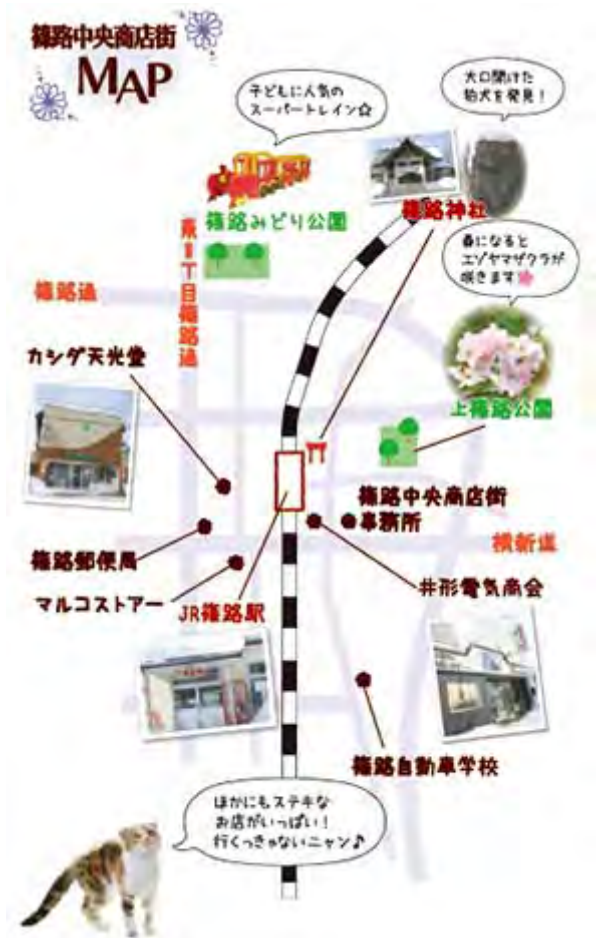 篠路中央商店街
MAP
子どもに人気の
スーパートレイン☆
大口開けた
狛犬を発見！
篠路神社
篠路みどり公園
春になると
エゾヤマザクラが
咲きます🌸
東8丁目篠路通
篠路通
カシダ天光堂
上篠路公園
篠路中央商店街
事務所
篠路郵便局
横新道
マルコストアー
JR篠路駅
井形電気商会
篠路自動車学校
ほかにもステキな
お店がいっぱい！
行くっきゃないニャン♪